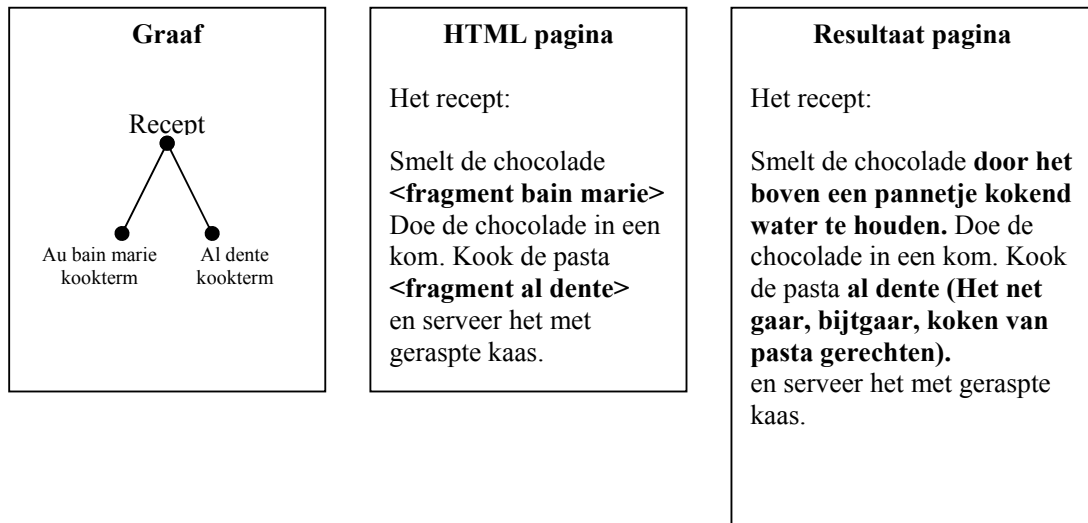 Graaf
Recept
Au bain marie
kookterm
Al dente
kookterm
HTML pagina
Het recept:
Smelt de chocolade
<fragment bain marie>
Doe de chocolade in een
kom. Kook de pasta
<fragment al dente>
en serveer het met
geraspte kaas.
Resultaat pagina
Het recept:
Smelt de chocolade door het
boven een pannetje kokend
water te houden. Doe de
chocolade in een kom. Kook
de pasta al dente (Het net
gaar, bijtgaar, koken van
pasta gerechten).
en serveer het met geraspte
kaas.